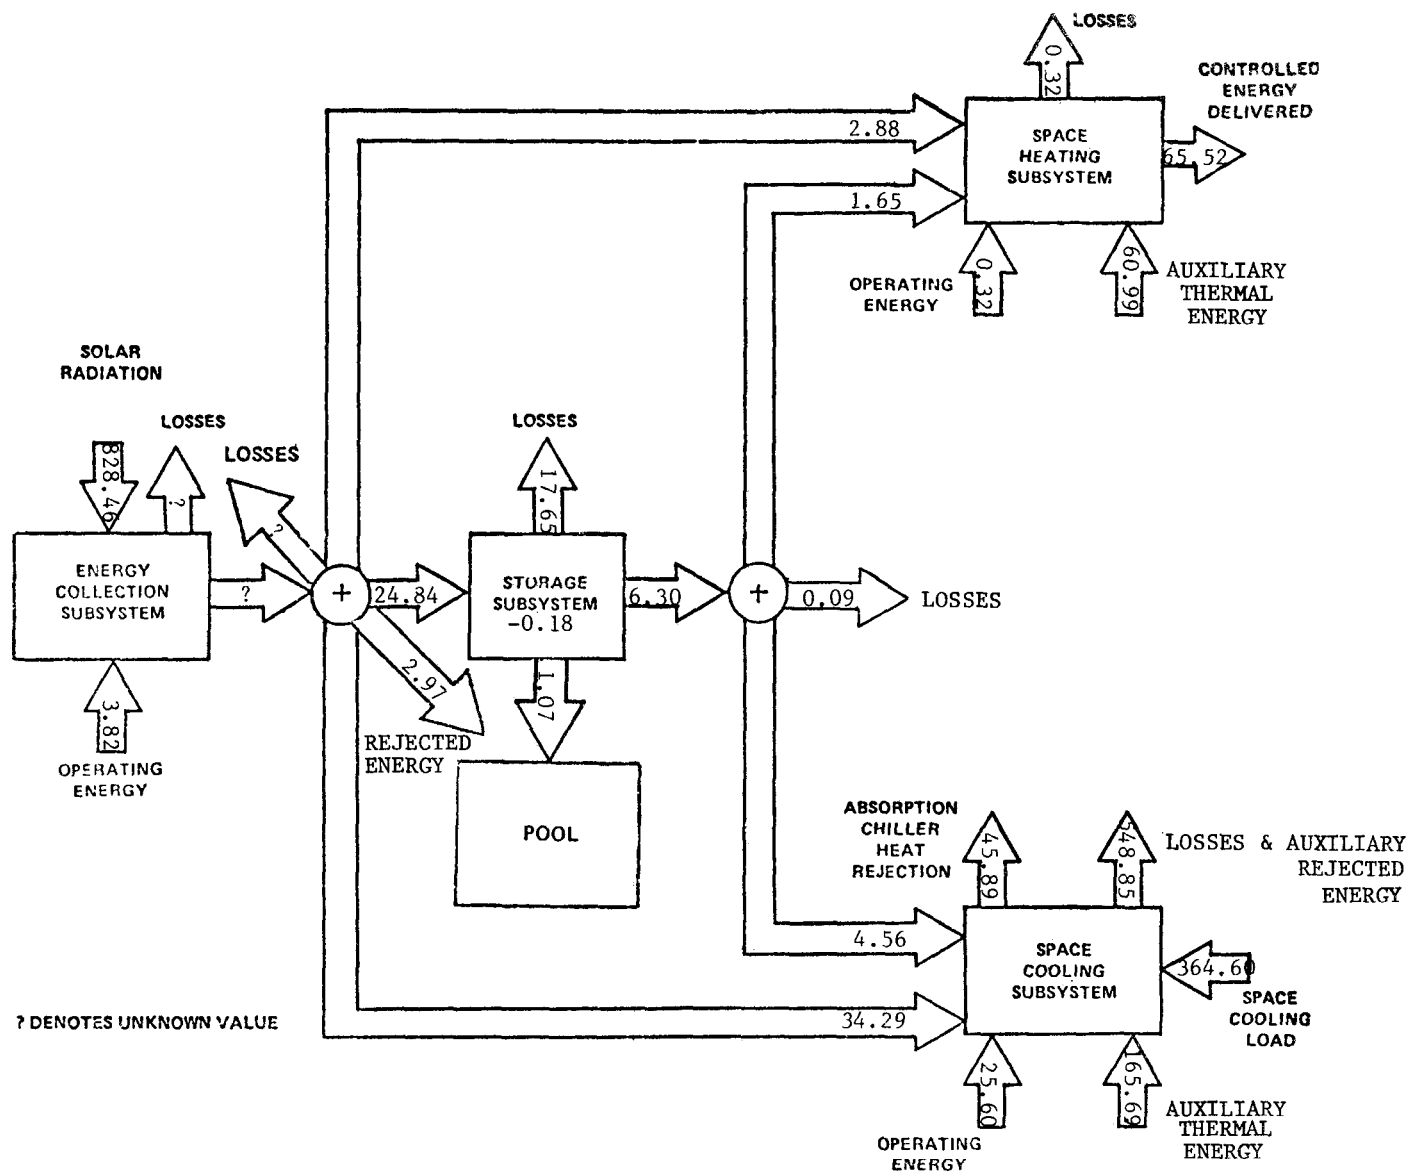 LOSSES
0.32
CONTROLLED
ENERGY
DELIVERED
2.88
SPACE
HEATING
SUBSYSTEM
65.52
1.65
OPERATING
ENERGY
0.32
60.99
AUXILIARY
THERMAL
ENERGY
SOLAR
RADIATION
LOSSES
828.46
?
LOSSES
?
LOSSES
17.65
ENERGY
COLLECTION
SUBSYSTEM
?
+
24.84
STORAGE
SUBSYSTEM
-0.18
6.30
+
0.09
LOSSES
3.82
OPERATING
ENERGY
2.97
REJECTED
ENERGY
1.07
POOL
ABSORPTION
CHILLER
HEAT
REJECTION
45.89
548.85
LOSSES & AUXILIARY
REJECTED
ENERGY
4.56
SPACE
COOLING
SUBSYSTEM
364.60
SPACE
COOLING
LOAD
34.29
? DENOTES UNKNOWN VALUE
25.60
OPERATING
ENERGY
165.69
AUXILIARY
THERMAL
ENERGY